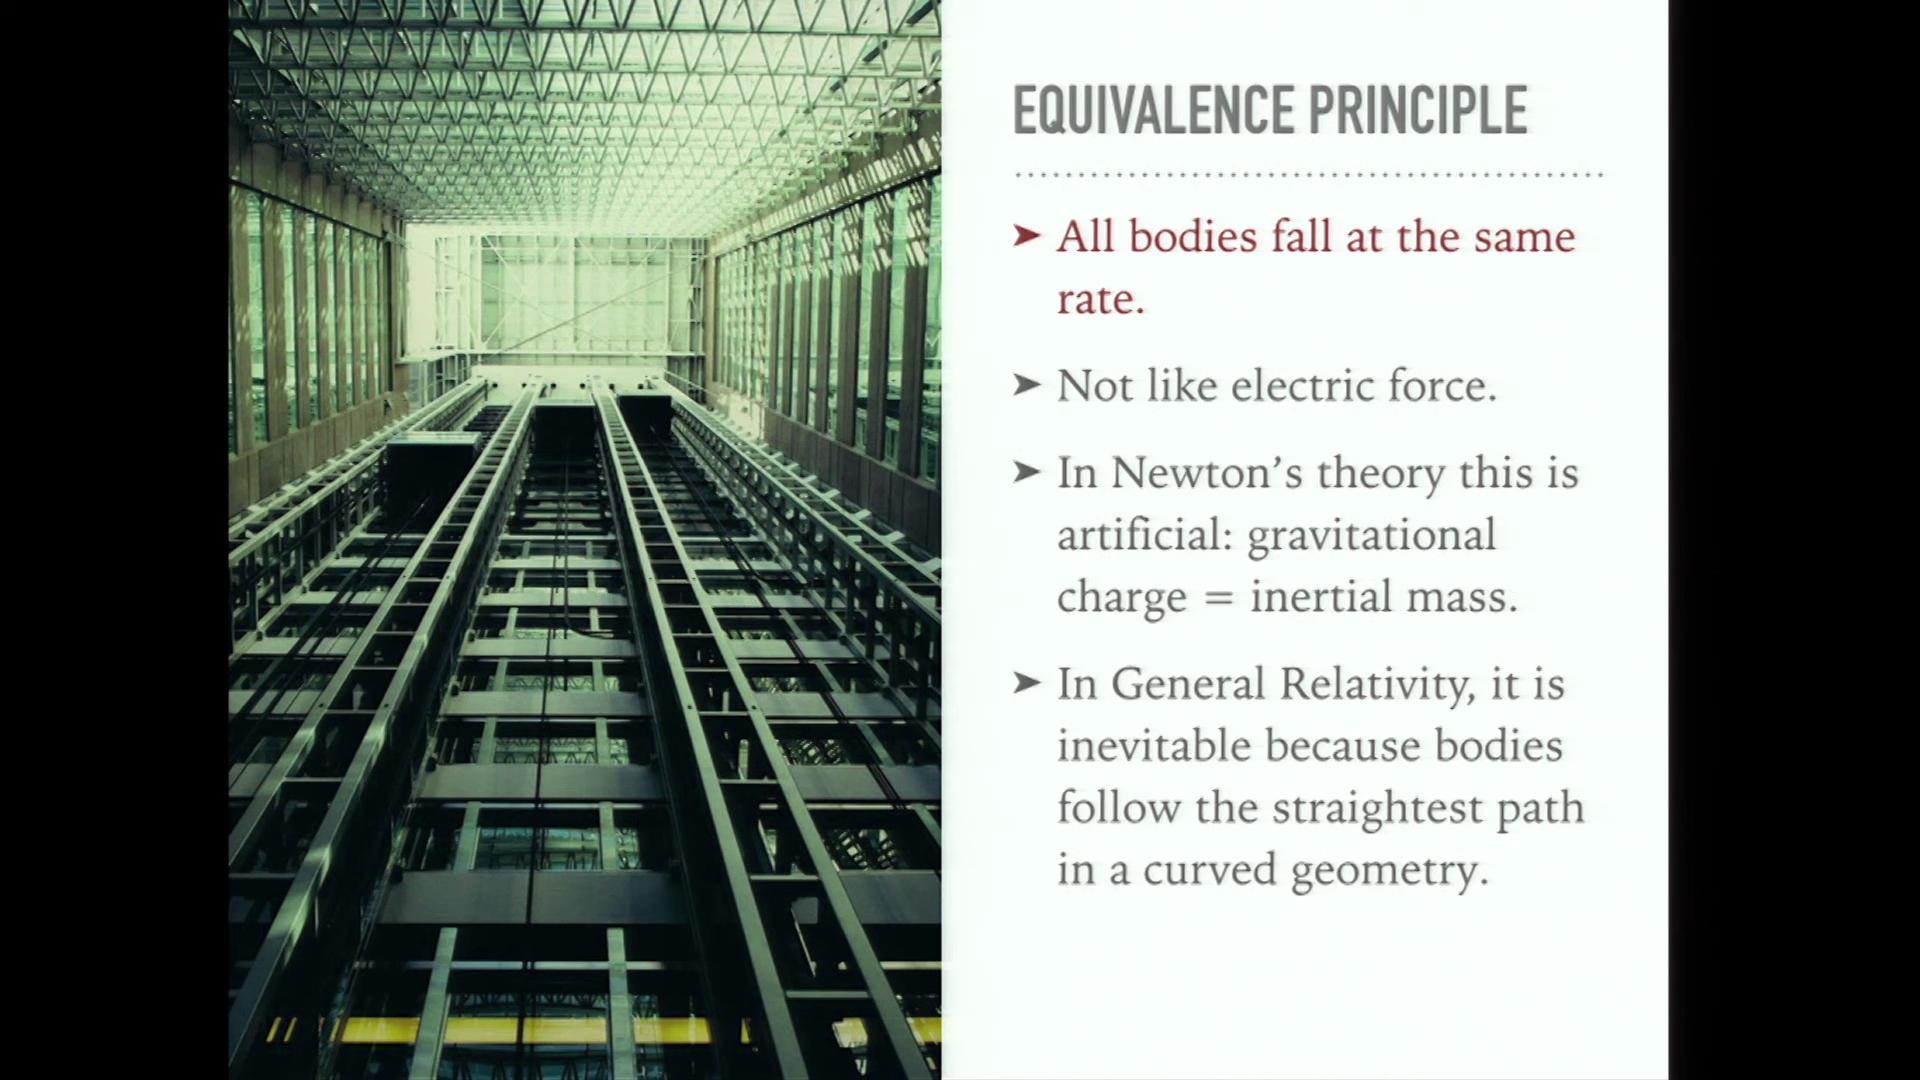 EQUIVALENCE PRINCIPLE
➤ All bodies fall at the same
rate.
➤ Not like electric force.
➤ In Newton’s theory this is
artificial: gravitational
charge = inertial mass.
➤ In General Relativity, it is
inevitable because bodies
follow the straightest path
in a curved geometry.